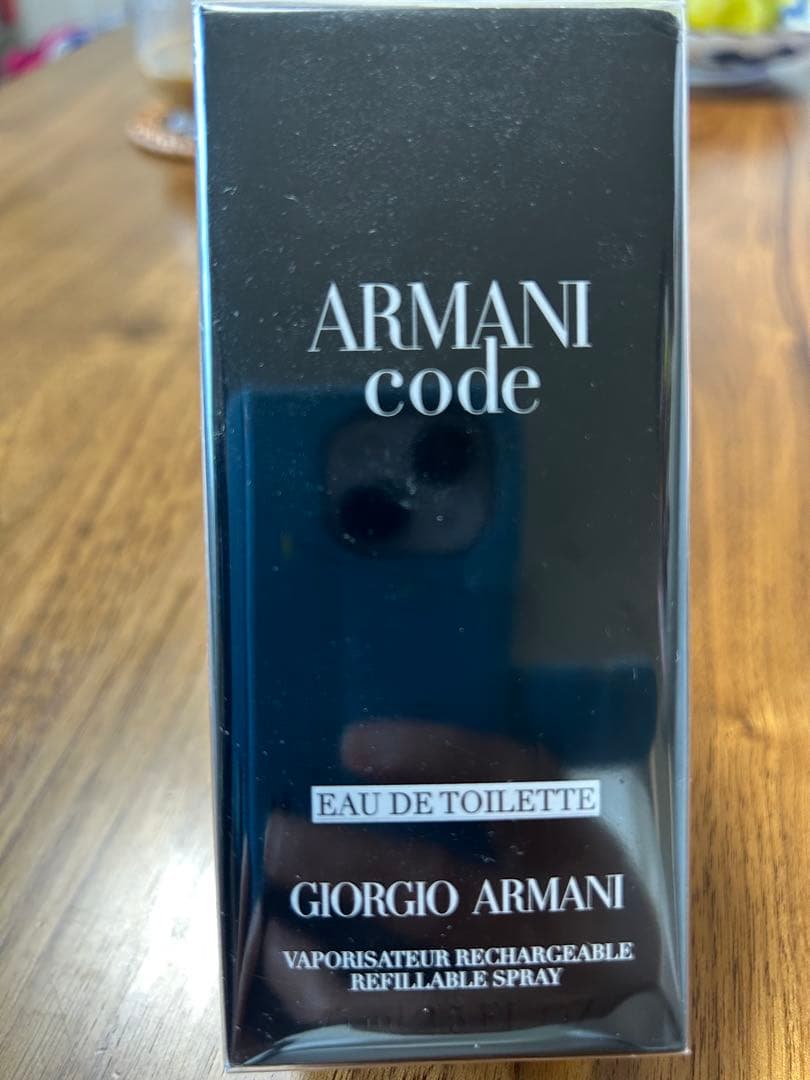 ARMANI
code
EAU DE TOILETTE
GIORGIO ARMANI
VAPORISATEUR RECHARGEABLE
REFILLABLE SPRAY